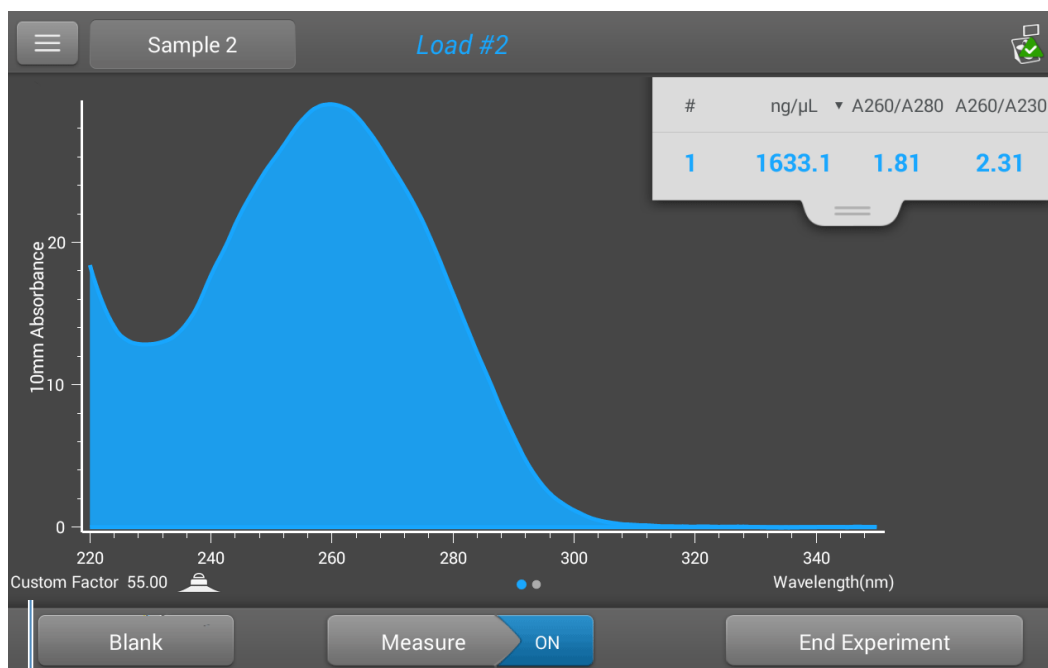 Sample 2
Load #2
# ng/µL ▾ A260/A280 A260/A230
1 1633.1 1.81 2.31
10mm Absorbance
20
10
0
220 240 260 280 300 320 340
Custom Factor 55.00
Wavelength(nm)
Blank
Measure
ON
End Experiment